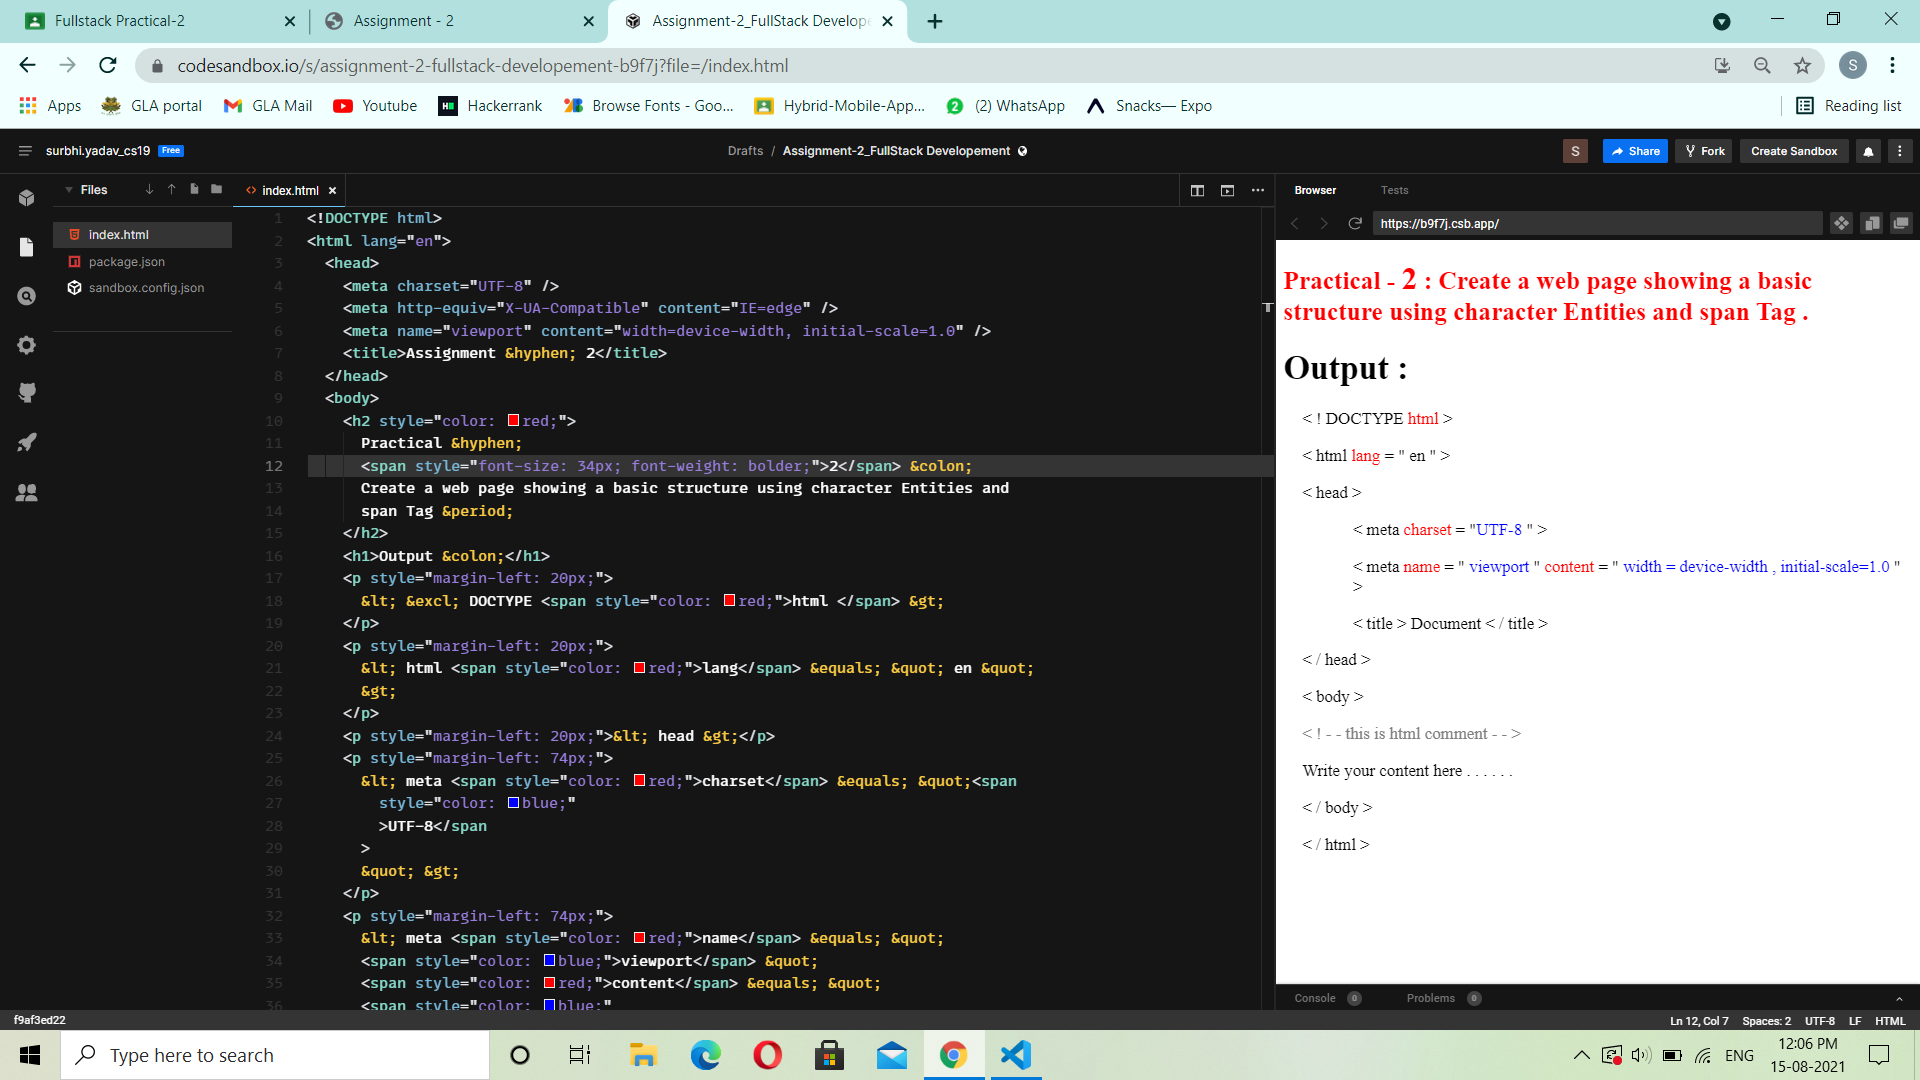 Fullstack Practical-2
Assignment - 2
Assignment-2_FullStack Develope
codesandbox.io/s/assignment-2-fullstack-developement-b9f7j?file=/index.html
S
Apps
GLA portal
GLA Mail
Youtube
Hackerrank
Browse Fonts - Goo...
Hybrid-Mobile-App...
(2) WhatsApp
Snacks— Expo
Reading list
surbhi.yadav_cs19 Free
Drafts / Assignment-2_FullStack Developement
S
Share
Fork
Create Sandbox
Files
index.html
Browser
Tests
https://b9f7j.csb.app/
index.html
package.json
sandbox.config.json
1 <!DOCTYPE html>
2 <html lang="en">
3 <head>
4 <meta charset="UTF-8" />
5 <meta http-equiv="X-UA-Compatible" content="IE=edge" />
6 <meta name="viewport" content="width=device-width, initial-scale=1.0" />
7 <title>Assignment &hyphen; 2</title>
8 </head>
9 <body>
10 <h2 style="color: red;">
11 Practical &hyphen;
12 <span style="font-size: 34px; font-weight: bolder;">2</span> &colon;
13 Create a web page showing a basic structure using character Entities and
14 span Tag &period;
15 </h2>
16 <h1>Output &colon;</h1>
17 <p style="margin-left: 20px;">
18 &lt; &excl; DOCTYPE <span style="color: red;">html </span> &gt;
19 </p>
20 <p style="margin-left: 20px;">
21 &lt; html <span style="color: red;">lang</span> &equals; &quot; en &quot;
22 &gt;
23 </p>
24 <p style="margin-left: 20px;">&lt; head &gt;</p>
25 <p style="margin-left: 74px;">
26 &lt; meta <span style="color: red;">charset</span> &equals; &quot;<span
27 style="color: blue;"
28 >UTF-8</span
29 >
30 &quot; &gt;
31 </p>
32 <p style="margin-left: 74px;">
33 &lt; meta <span style="color: red;">name</span> &equals; &quot;
34 <span style="color: blue;">viewport</span> &quot;
35 <span style="color: red;">content</span> &equals; &quot;
36 <span style="color: blue;"
Practical - 2 : Create a web page showing a basic
structure using character Entities and span Tag .
Output :
< ! DOCTYPE html >
< html lang = " en " >
< head >
< meta charset = "UTF-8 " >
< meta name = " viewport " content = " width = device-width , initial-scale=1.0 "
>
< title > Document < / title >
< / head >
< body >
< ! - - this is html comment - - >
Write your content here . . . . . .
< / body >
< / html >
Console 0
Problems 0
f9af3ed22
Ln 12, Col 7
Spaces: 2
UTF-8
LF
HTML
Type here to search
ENG
12:06 PM
15-08-2021